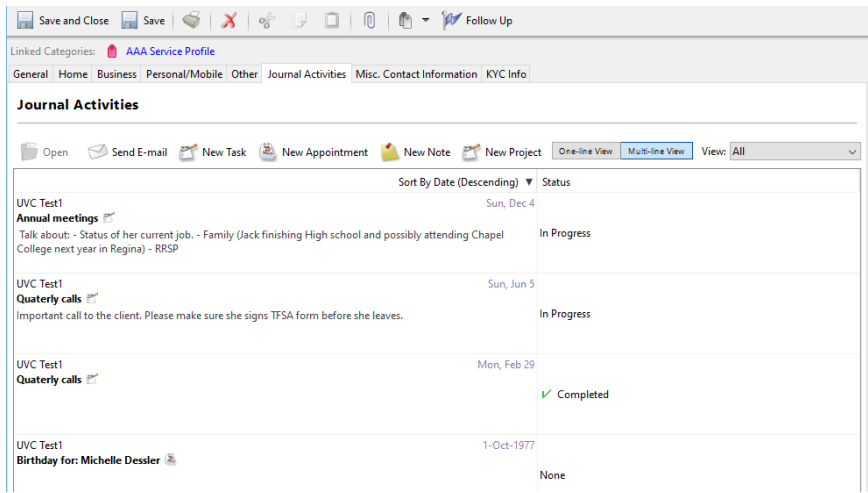 Save and Close Save Follow Up
Linked Categories: AAA Service Profile
General Home Business Personal/Mobile Other Journal Activities Misc. Contact Information KYC Info
Journal Activities
Open Send E-mail New Task New Appointment New Note New Project One-line View Multi-line View View: All
Sort By Date (Descending) ▼ Status
UVC Test1 Sun, Dec 4
Annual meetings
Talk about: - Status of her current job. - Family (Jack finishing High school and possibly attending Chapel
College next year in Regina) - RRSP
In Progress
UVC Test1 Sun, Jun 5
Quaterly calls
Important call to the client. Please make sure she signs TFSA form before she leaves.
In Progress
UVC Test1 Mon, Feb 29
Quaterly calls
Completed
UVC Test1 1-Oct-1977
Birthday for: Michelle Dessler
None